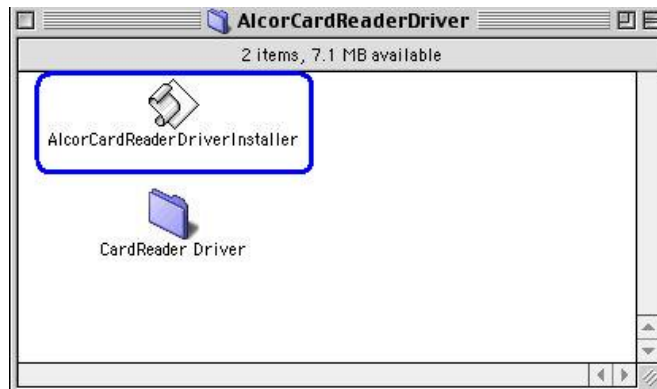 AlcorCardReaderDriver
2 items, 7.1 MB available
AlcorCardReaderDriverInstaller
CardReader Driver